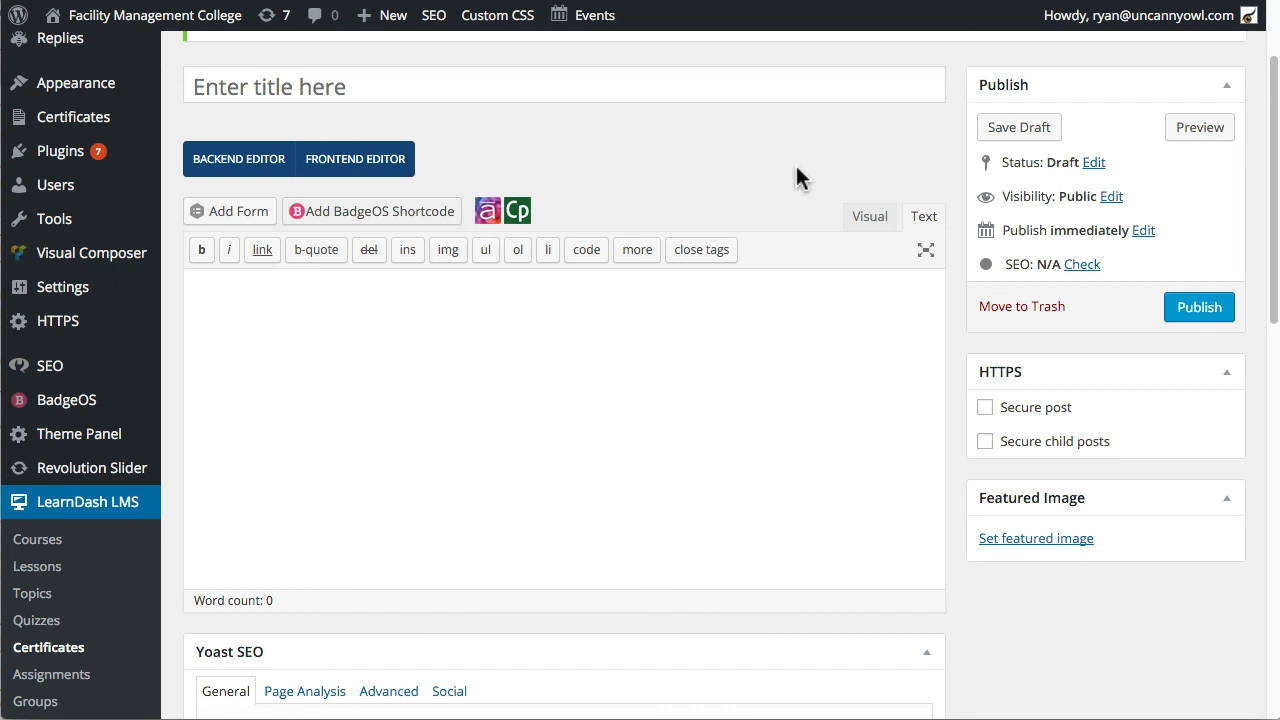 Facility Management College 7 0 New SEO Custom CSS Events Howdy, ryan@uncannyowl.com
Replies
Appearance
Certificates
Plugins 7
Users
Tools
Visual Composer
Settings
HTTPS
SEO
BadgeOS
Theme Panel
Revolution Slider
LearnDash LMS
Courses
Lessons
Topics
Quizzes
Certificates
Assignments
Groups
Enter title here
BACKEND EDITOR FRONTEND EDITOR
Add Form B Add BadgeOS Shortcode a Cp
Visual Text
b i link b-quote del ins img ul ol li code more close tags
Word count: 0
Yoast SEO
General Page Analysis Advanced Social
Publish
Save Draft Preview
Status: Draft Edit
Visibility: Public Edit
Publish immediately Edit
SEO: N/A Check
Move to Trash Publish
HTTPS
Secure post
Secure child posts
Featured Image
Set featured image